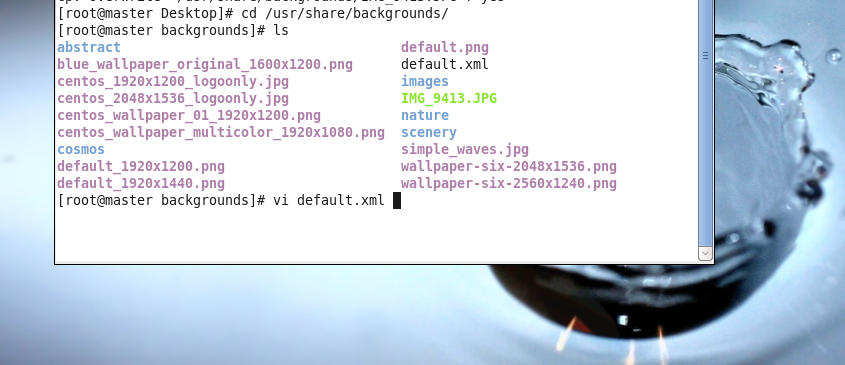 [root@master Desktop]# cd /usr/share/backgrounds/
[root@master backgrounds]# ls
abstract default.png
blue_wallpaper_original_1600x1200.png default.xml
centos_1920x1200_logoonly.jpg images
centos_2048x1536_logoonly.jpg IMG_9413.JPG
centos_wallpaper_01_1920x1200.png nature
centos_wallpaper_multicolor_1920x1080.png scenery
cosmos simple_waves.jpg
default_1920x1200.png wallpaper-six-2048x1536.png
default_1920x1440.png wallpaper-six-2560x1240.png
[root@master backgrounds]# vi default.xml